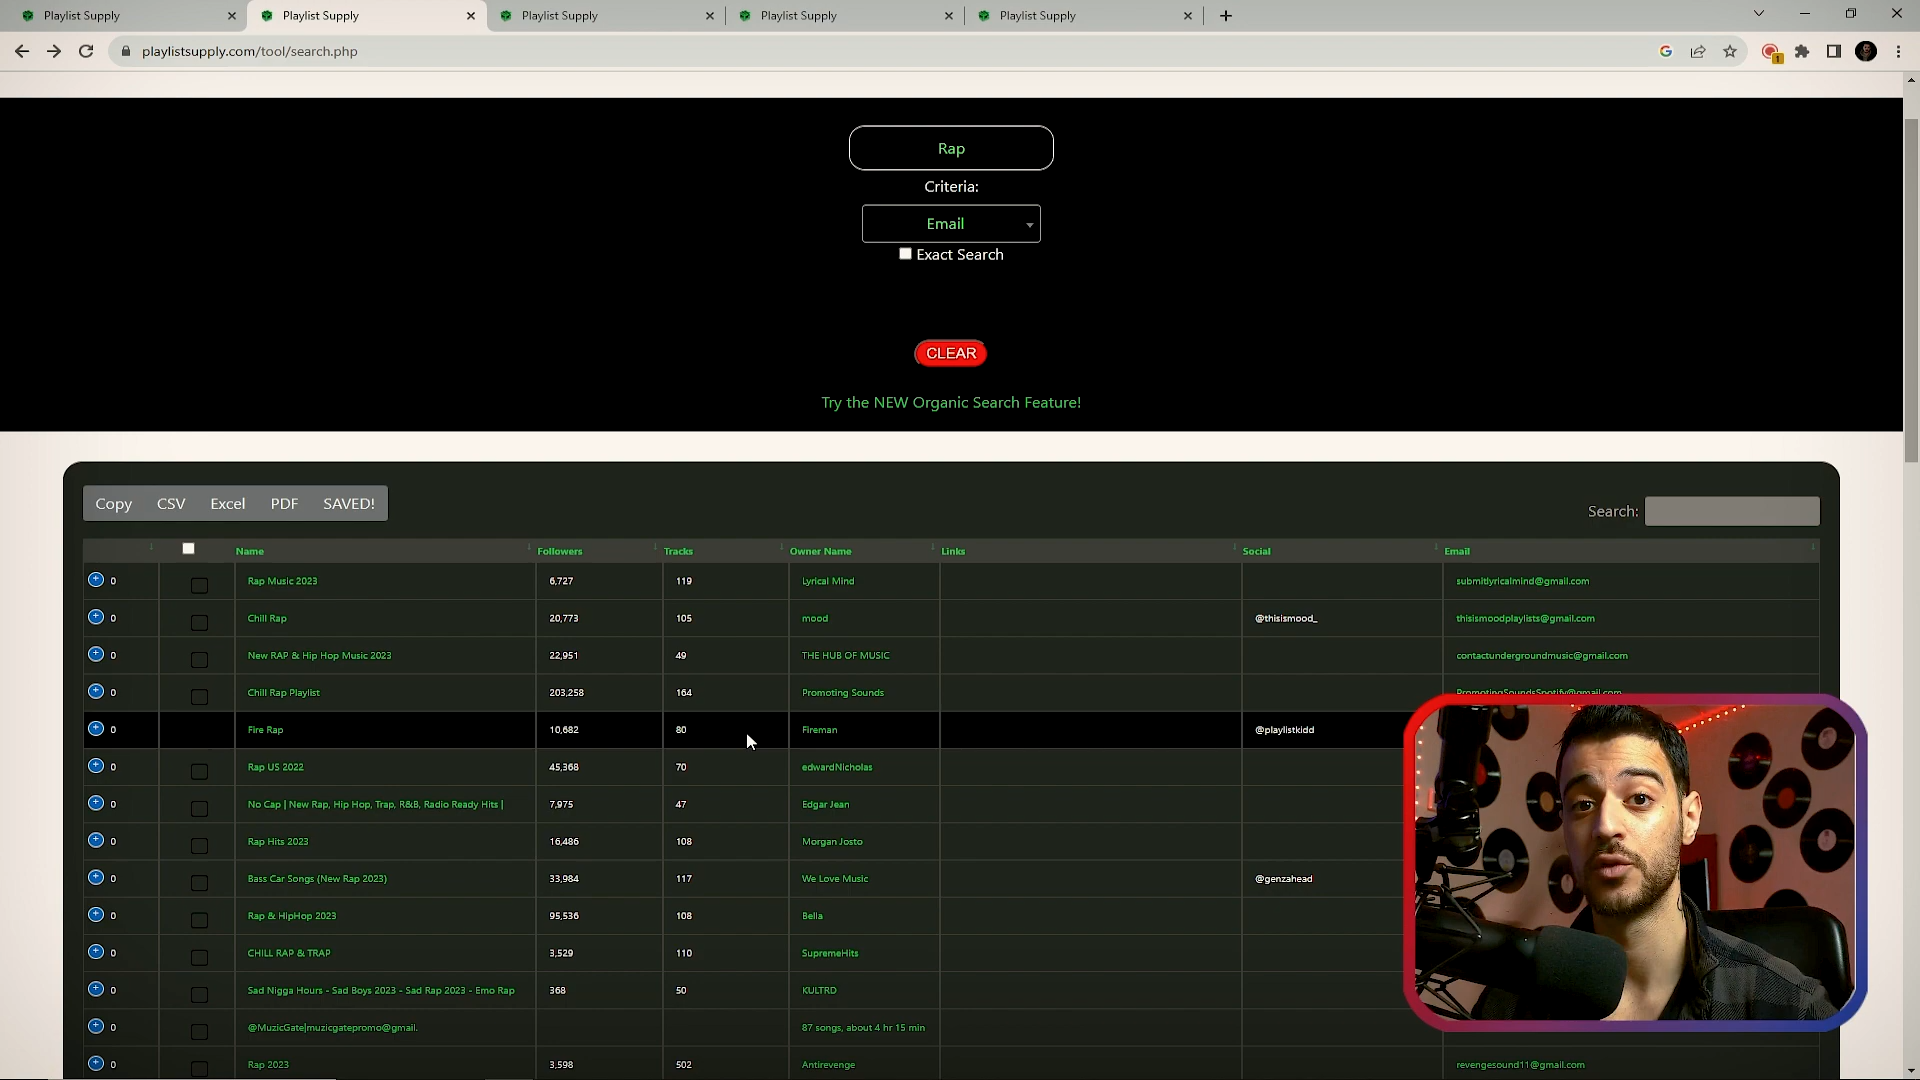 Playlist Supply
Playlist Supply
Playlist Supply
Playlist Supply
Playlist Supply
playlistsupply.com/tool/search.php
1
Rap
Criteria:
Email
Exact Search
CLEAR
Try the NEW Organic Search Feature!
Copy CSV Excel PDF SAVED!
Search:
Name Followers Tracks Owner Name Links Social Email
0 Rap Music 2023 6,727 119 Lyrical Mind submitlyricalmind@gmail.com
0 Chill Rap 20,773 105 mood @thisismood_ thisismoodplaylists@gmail.com
0 New RAP & Hip Hop Music 2023 22,951 49 THE HUB OF MUSIC contactundergroundmusic@gmail.com
0 Chill Rap Playlist 203,258 164 Promoting Sounds PromotingSoundsSpotify@gmail.com
0 Fire Rap 10,682 80 Fireman @playlistkidd
0 Rap US 2022 45,368 70 edwardNicholas
0 No Cap | New Rap, Hip Hop, Trap, R&B, Radio Ready Hits | 7,975 47 Edgar Jean
0 Rap Hits 2023 16,486 108 Morgan Josto
0 Bass Car Songs (New Rap 2023) 33,984 117 We Love Music @genzahead
0 Rap & HipHop 2023 95,536 108 Bella
0 CHILL RAP & TRAP 3,529 110 SupremeHits
0 Sad Nigga Hours - Sad Boys 2023 - Sad Rap 2023 - Emo Rap 368 50 KULTRD
0 @MuzicGate|muzicgatepromo@gmail. 87 songs, about 4 hr 15 min
0 Rap 2023 3,598 502 Antirevenge revengesound11@gmail.com